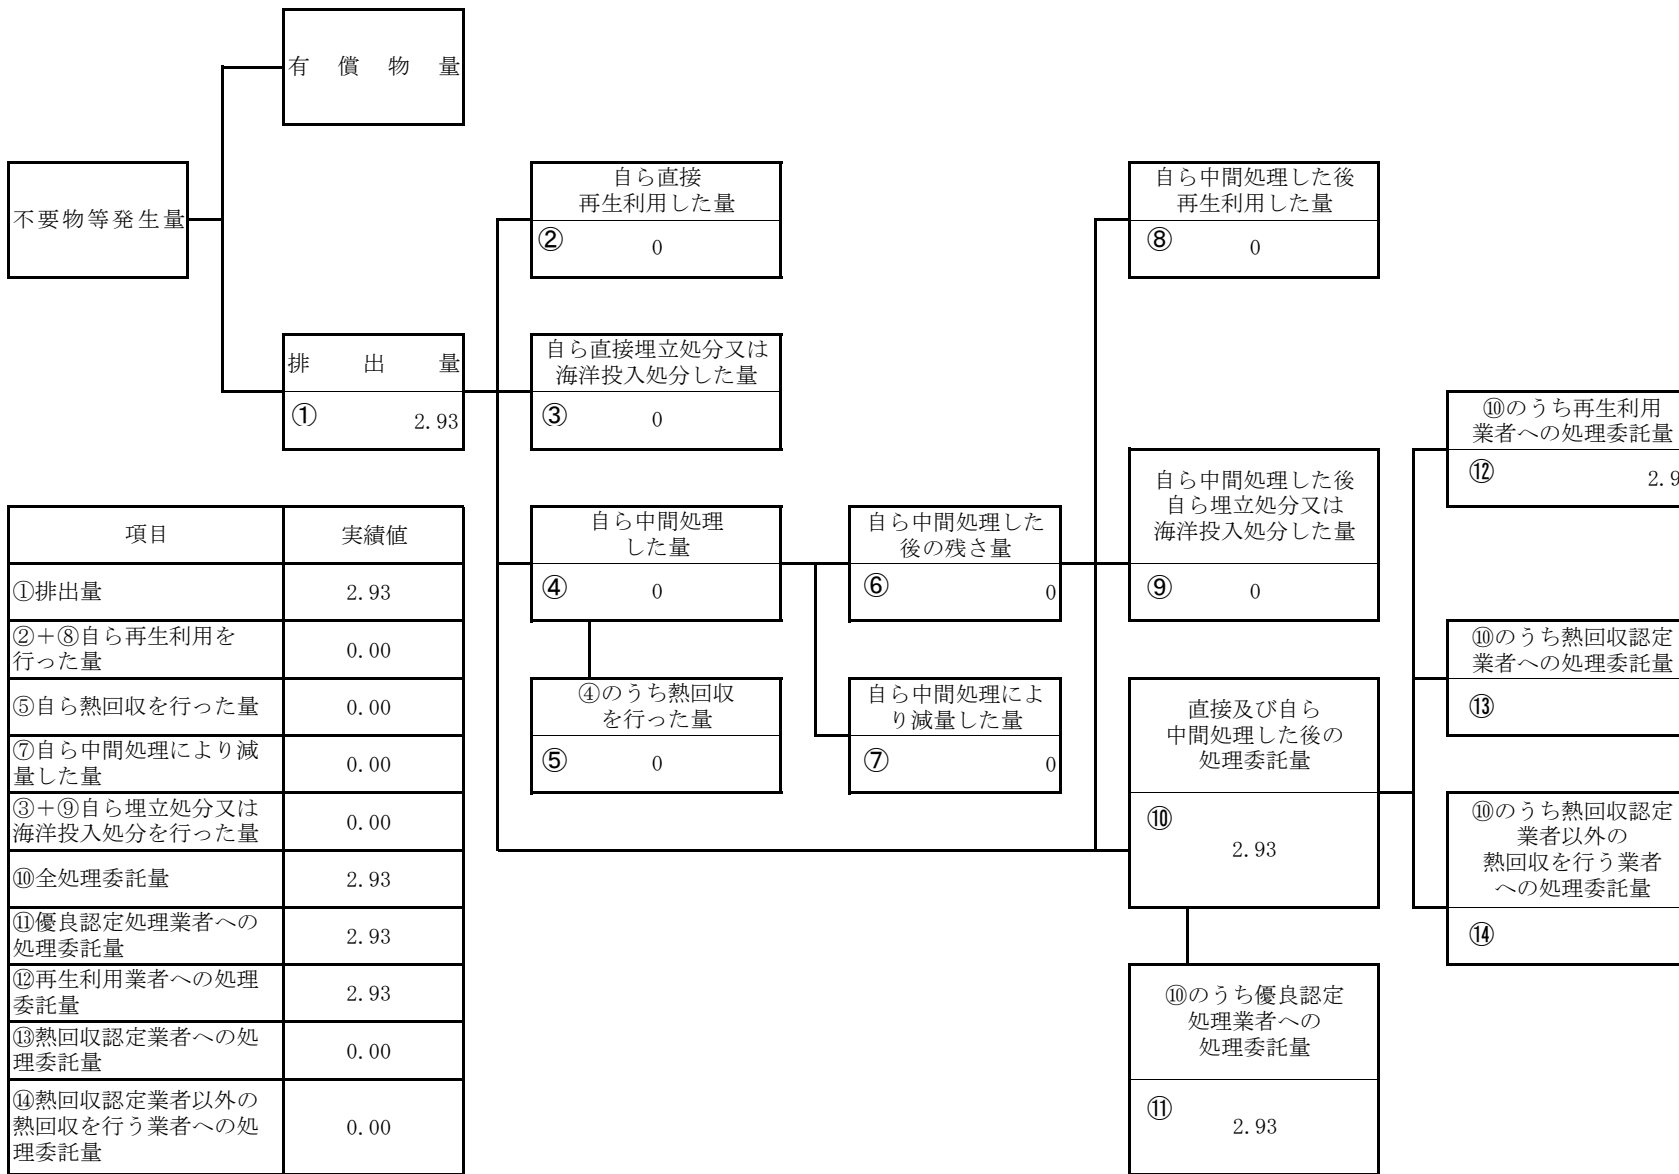 有償物量
不要物等発生量
排出量
① 2.93
自ら直接
再生利用した量
② 0
自ら直接埋立処分又は
海洋投入処分した量
③ 0
自ら中間処理
した量
④ 0
④のうち熱回収
を行った量
⑤ 0
自ら中間処理した
後の残さ量
⑥ 0
自ら中間処理によ
り減量した量
⑦ 0
自ら中間処理した後
再生利用した量
⑧ 0
自ら中間処理した後
自ら埋立処分又は
海洋投入処分した量
⑨ 0
直接及び自ら
中間処理した後の
処理委託量
⑩
2.93
⑩のうち優良認定
処理業者への
処理委託量
⑪
2.93
⑩のうち再生利用
業者への処理委託量
⑫ 2.9
⑩のうち熱回収認定
業者への処理委託量
⑬
⑩のうち熱回収認定
業者以外の
熱回収を行う業者
への処理委託量
⑭
項目 実績値
①排出量 2.93
②+⑧自ら再生利用を
行った量 0.00
⑤自ら熱回収を行った量 0.00
⑦自ら中間処理により減
量した量 0.00
③+⑨自ら埋立処分又は
海洋投入処分を行った量 0.00
⑩全処理委託量 2.93
⑪優良認定処理業者への
処理委託量 2.93
⑫再生利用業者への処理
委託量 2.93
⑬熱回収認定業者への処
理委託量 0.00
⑭熱回収認定業者以外の
熱回収を行う業者への処
理委託量 0.00